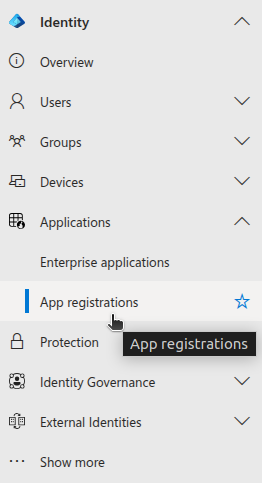 Identity
Overview
Users
Groups
Devices
Applications
Enterprise applications
App registrations
Protection
App registrations
Identity Governance
External Identities
Show more